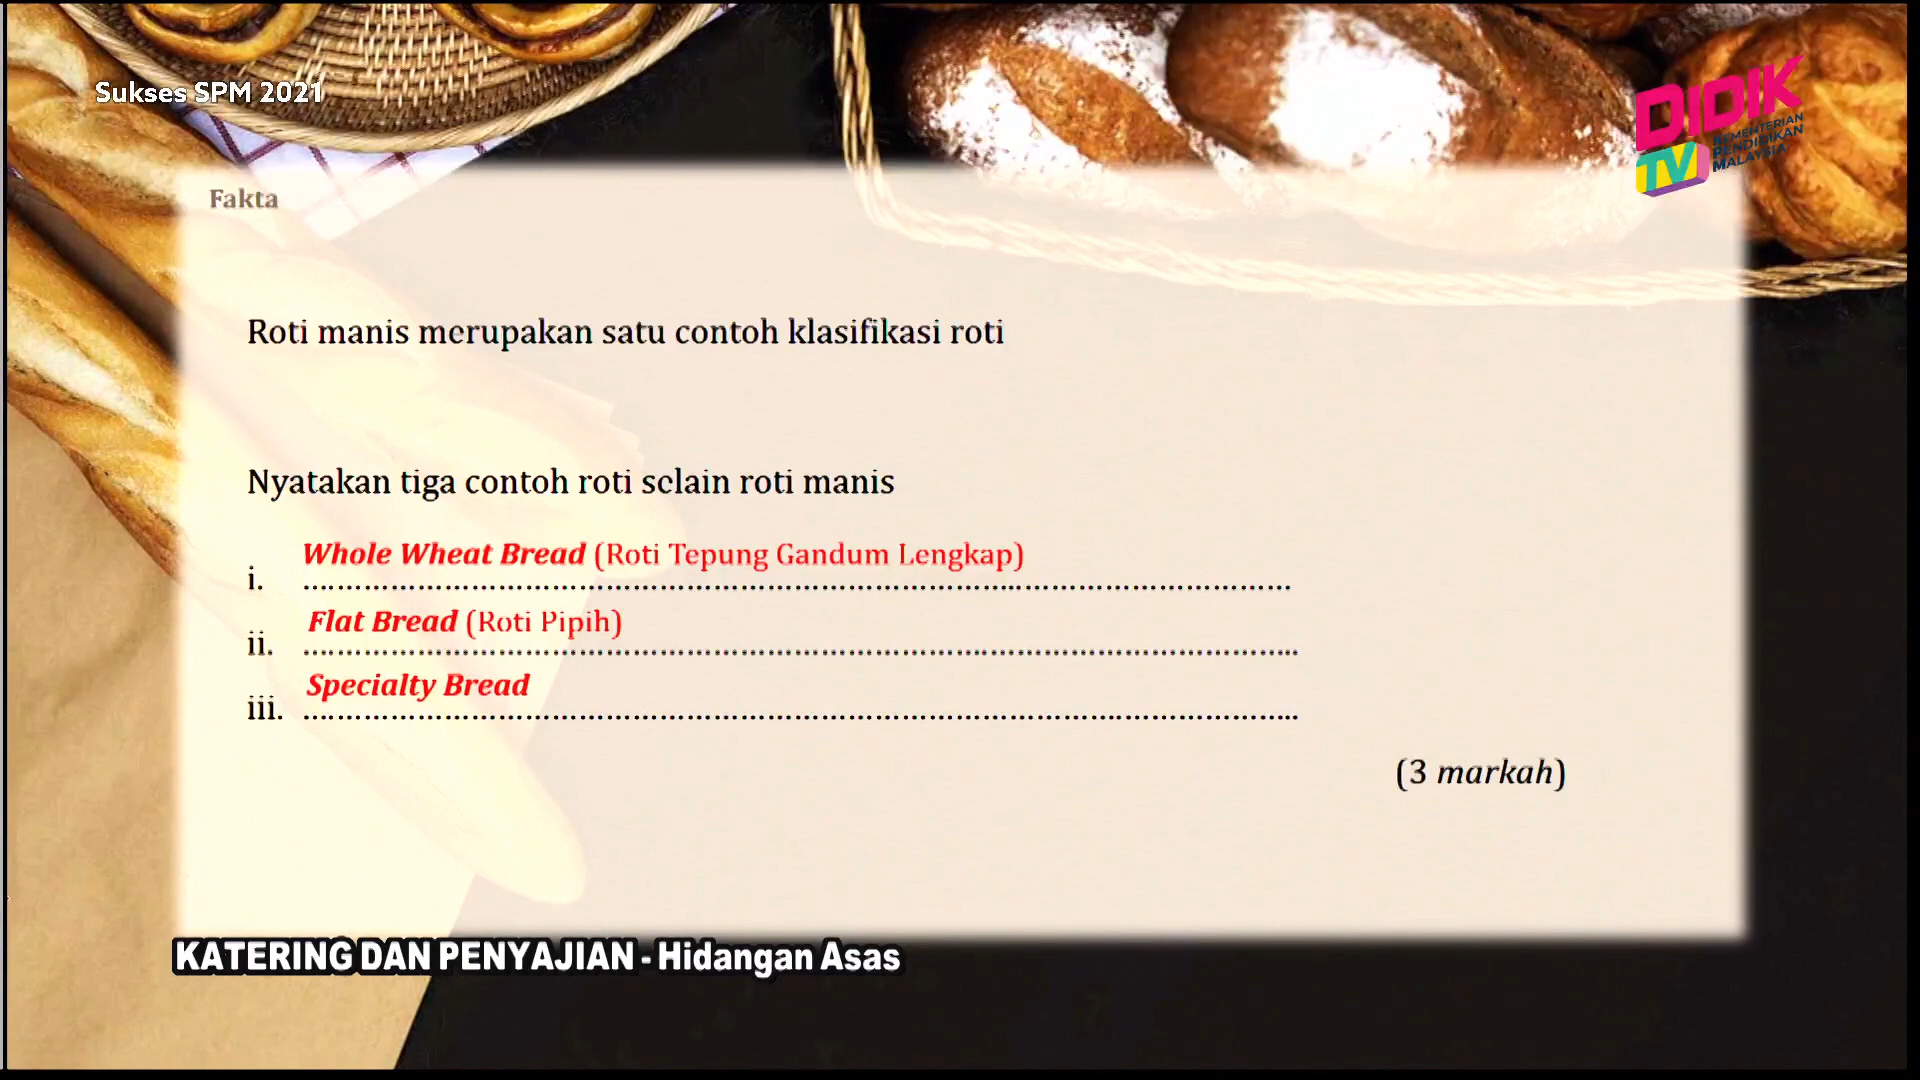 Sukses SPM 2021
DIDIK
TV
KEMENTERIAN
PENDIDIKAN
MALAYSIA
Fakta
Roti manis merupakan satu contoh klasifikasi roti
Nyatakan tiga contoh roti selain roti manis
i. Whole Wheat Bread (Roti Tepung Gandum Lengkap)
ii. Flat Bread (Roti Pipih)
iii. Specialty Bread
(3 markah)
KATERING DAN PENYAJIAN - Hidangan Asas